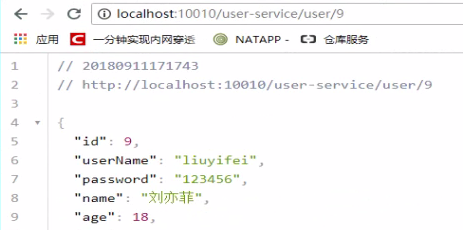 localhost:10010/user-service/user/9
应用 一分钟实现内网穿透 NATAPP - 仓库服务
1 // 20180911171743
2 // http://localhost:10010/user-service/user/9
3
4 {
5 "id": 9,
6 "userName": "liuyifei",
7 "password": "123456",
8 "name": "刘亦菲",
9 "age": 18,